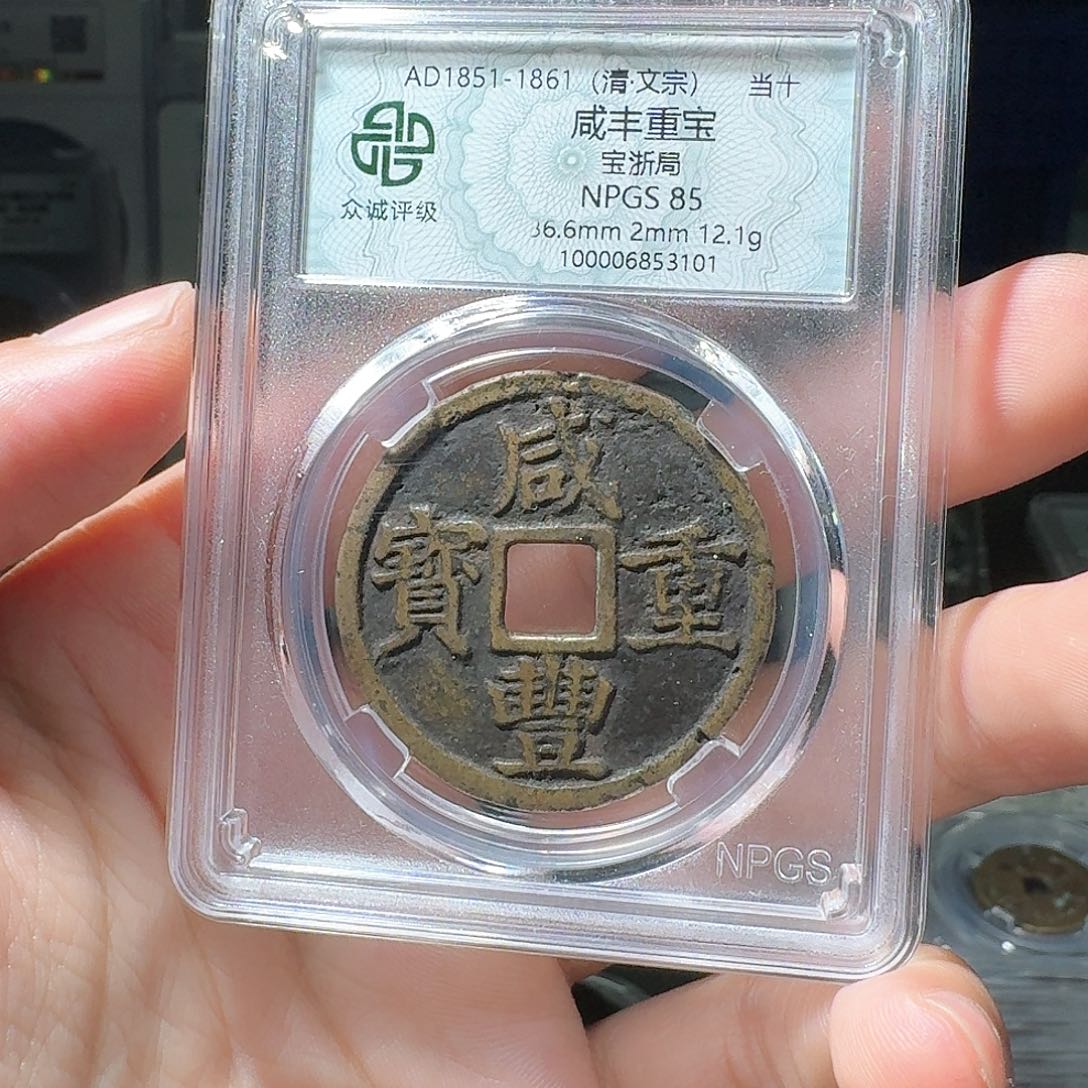 AD1851-1861（清·文宗） 当十
咸丰重宝
宝浙局
NPGS 85
36.6mm 2mm 12.1g
100006853101
众诚评级
咸
寶 重
豐
NPGS